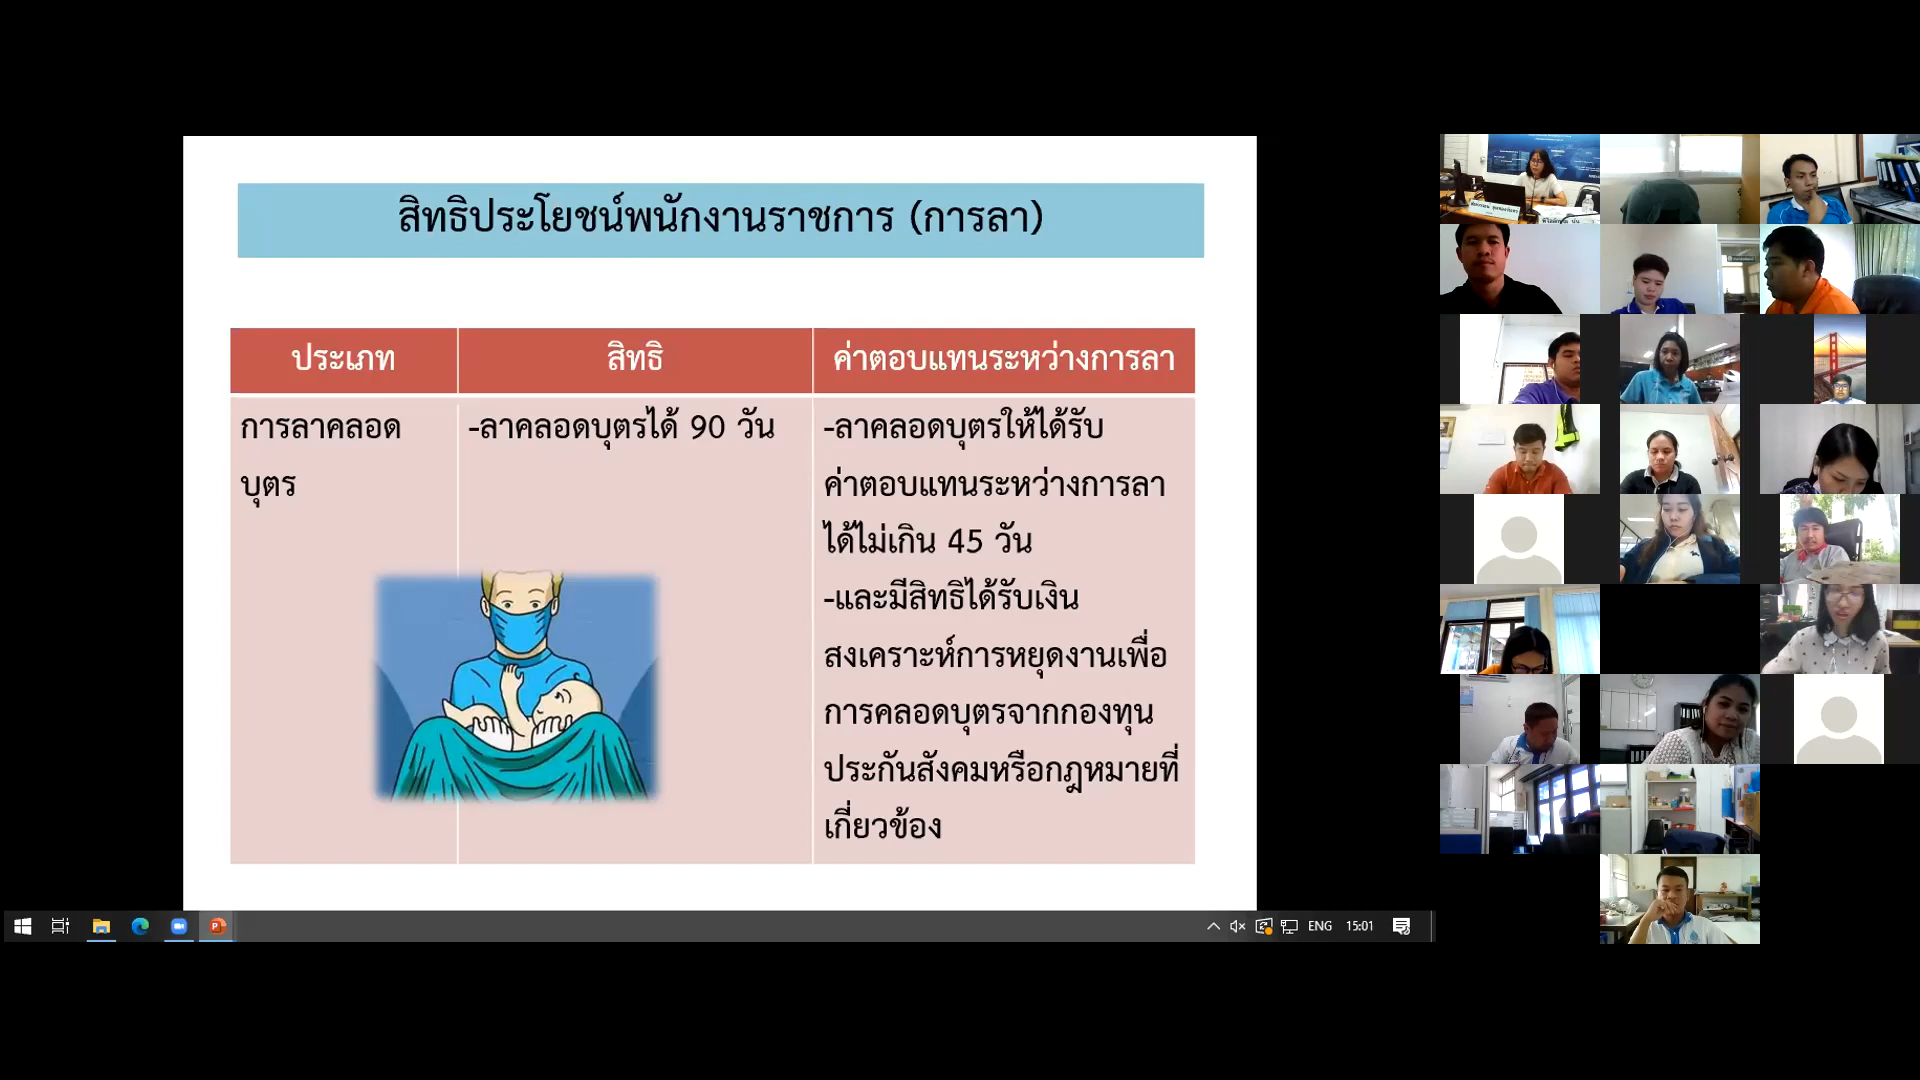 สิทธิประโยชน์พนักงานราชการ (การลา)
ประเภท
สิทธิ
ค่าตอบแทนระหว่างการลา
การลาคลอด
บุตร
-ลาคลอดบุตรได้ 90 วัน
-ลาคลอดบุตรให้ได้รับ
ค่าตอบแทนระหว่างการลา
ได้ไม่เกิน 45 วัน
-และมีสิทธิได้รับเงิน
สงเคราะห์การหยุดงานเพื่อ
การคลอดบุตรจากกองทุน
ประกันสังคมหรือกฎหมายที่
เกี่ยวข้อง
ENG
15:01